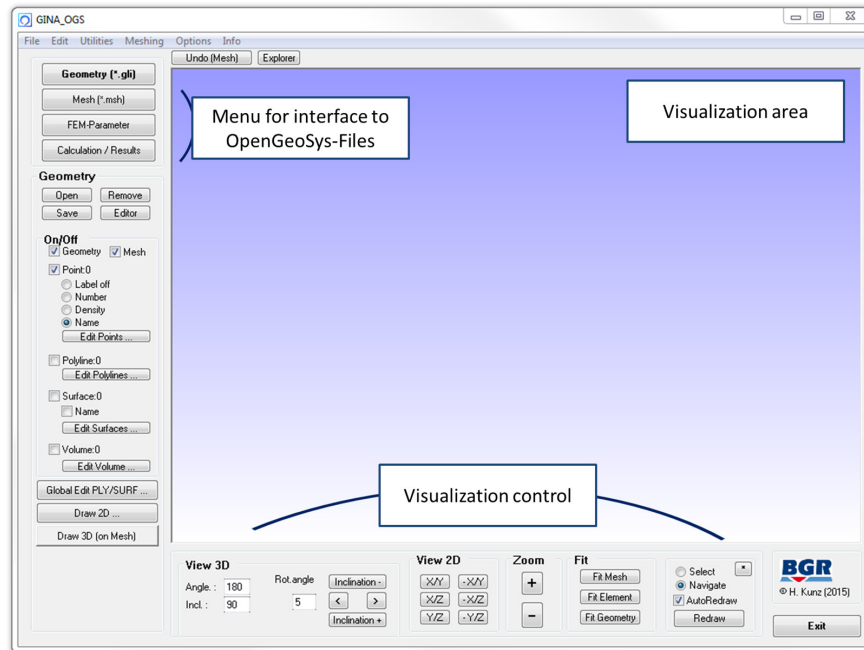 GINA_OGS
File Edit Utilities Meshing Options Info
Undo (Mesh) Explorer
Geometry (*.gli)
Mesh (*.msh)
FEM-Parameter
Calculation / Results
Menu for interface to
OpenGeoSys-Files
Visualization area
Geometry
Open Remove
Save Editor
On/Off
Geometry Mesh
Point:0
Label off
Number
Density
Name
Edit Points ...
Polyline:0
Edit Polylines ...
Surface:0
Name
Edit Surfaces ...
Volume:0
Edit Volume ...
Global Edit PLY/SURF ...
Draw 2D ...
Draw 3D (on Mesh)
Visualization control
View 3D
Angle. : 180
Incl. : 90
Rot.angle
5
Inclination -
< >
Inclination +
View 2D
X/Y -X/Y
X/Z -X/Z
Y/Z -Y/Z
Zoom
+
-
Fit
Fit Mesh
Fit Element
Fit Geometry
Select *
Navigate
AutoRedraw
Redraw
BGR
© H. Kunz (2015)
Exit